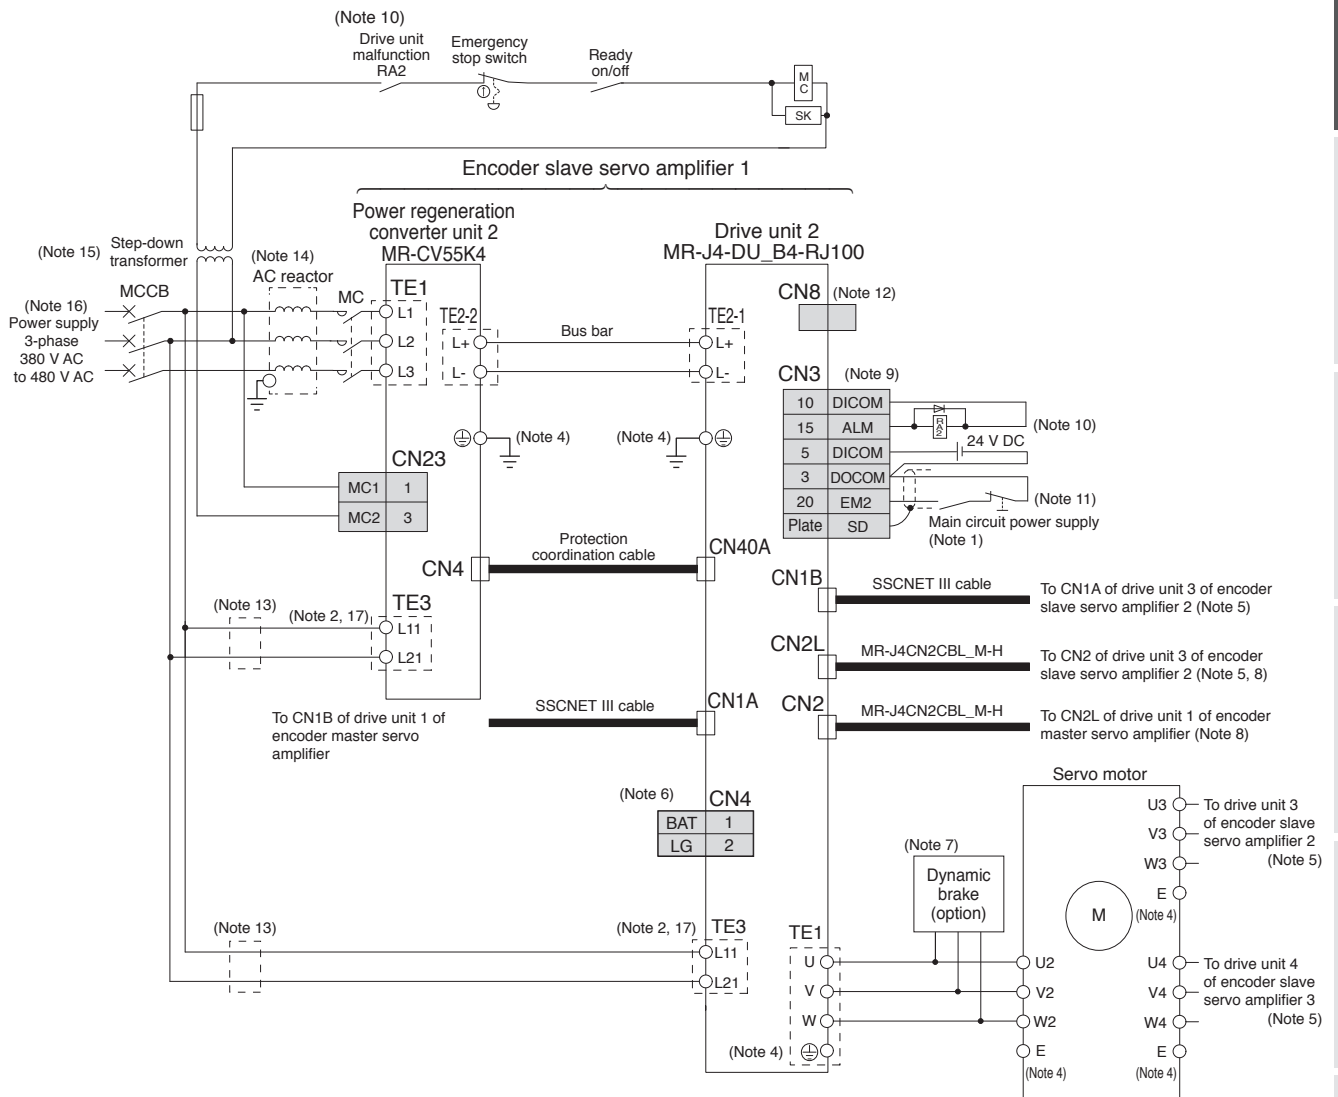 (Note 10)
Drive unit
malfunction
RA2
Emergency
stop switch
Ready
on/off
M
C
SK
Encoder slave servo amplifier 1
Power regeneration
converter unit 2
MR-CV55K4
Drive unit 2
MR-J4-DU_B4-RJ100
(Note 15)
Step-down
transformer
(Note 14)
AC reactor
MCCB
MC
TE1
(Note 16)
Power supply
3-phase
380 V AC
to 480 V AC
L1
L2
L3
TE2-2
L+
L-
Bus bar
TE2-1
L+
L-
CN8
(Note 12)
CN3
(Note 9)
10 DICOM
15 ALM
5 DICOM
3 DOCOM
20 EM2
Plate SD
RA2
(Note 10)
24 V DC
(Note 11)
Main circuit power supply
(Note 1)
(Note 4)
(Note 4)
CN23
MC1 1
MC2 3
CN4
Protection
coordination cable
CN40A
CN1B
SSCNET III cable
To CN1A of drive unit 3 of encoder
slave servo amplifier 2 (Note 5)
(Note 13)
(Note 2, 17)
TE3
L11
L21
CN2L
MR-J4CN2CBL_M-H
To CN2 of drive unit 3 of encoder
slave servo amplifier 2 (Note 5, 8)
To CN1B of drive unit 1 of
encoder master servo
amplifier
SSCNET III cable
CN1A
CN2
MR-J4CN2CBL_M-H
To CN2L of drive unit 1 of encoder
master servo amplifier (Note 8)
(Note 6)
CN4
BAT 1
LG 2
Servo motor
U3
V3
W3
E
(Note 4)
To drive unit 3
of encoder slave
servo amplifier 2
(Note 5)
(Note 7)
Dynamic
brake
(option)
M
(Note 13)
(Note 2, 17)
TE3
L11
L21
TE1
U
V
W
(Note 4)
U2
V2
W2
E
(Note 4)
U4
V4
W4
E
(Note 4)
To drive unit 4
of encoder slave
servo amplifier 3
(Note 5)